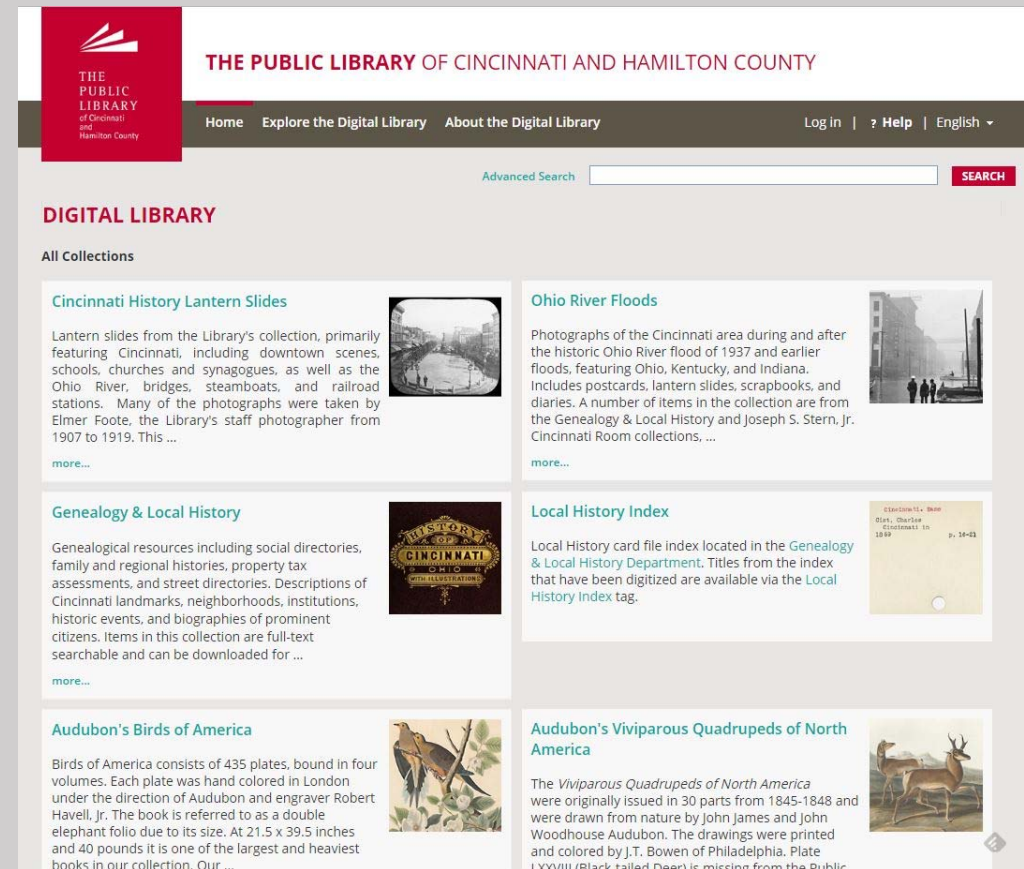 THE
PUBLIC
LIBRARY
of Cincinnati
and
Hamilton County
THE PUBLIC LIBRARY OF CINCINNATI AND HAMILTON COUNTY
Home Explore the Digital Library About the Digital Library Log in | ? Help | English
Advanced Search SEARCH
DIGITAL LIBRARY
All Collections
Cincinnati History Lantern Slides
Lantern slides from the Library's collection, primarily
featuring Cincinnati, including downtown scenes,
schools, churches and synagogues, as well as the
Ohio River, bridges, steamboats, and railroad
stations. Many of the photographs were taken by
Elmer Foote, the Library's staff photographer from
1907 to 1919. This ...
more...
Ohio River Floods
Photographs of the Cincinnati area during and after
the historic Ohio River flood of 1937 and earlier
floods, featuring Ohio, Kentucky, and Indiana.
Includes postcards, lantern slides, scrapbooks, and
diaries. A number of items in the collection are from
the Genealogy & Local History and Joseph S. Stern, Jr.
Cincinnati Room collections, ...
more...
Genealogy & Local History
Genealogical resources including social directories,
family and regional histories, property tax
assessments, and street directories. Descriptions of
Cincinnati landmarks, neighborhoods, institutions,
historic events, and biographies of prominent
citizens. Items in this collection are full-text
searchable and can be downloaded for ...
more...
HISTORY
OF
CINCINNATI
OHIO
WITH ILLUSTRATIONS
Local History Index
Local History card file index located in the Genealogy
& Local History Department. Titles from the index
that have been digitized are available via the Local
History Index tag.
Cincinnati.
Cist, Charles
Cincinnati in
p. 16-21
Audubon's Birds of America
Birds of America consists of 435 plates, bound in four
volumes. Each plate was hand colored in London
under the direction of Audubon and engraver Robert
Havell, Jr. The book is referred to as a double
elephant folio due to its size. At 21.5 x 39.5 inches
and 40 pounds it is one of the largest and heaviest
books in our collection. Our ...
Audubon's Viviparous Quadrupeds of North
America
The Viviparous Quadrupeds of North America
were originally issued in 30 parts from 1845-1848 and
were drawn from nature by John James and John
Woodhouse Audubon. The drawings were printed
and colored by J.T. Bowen of Philadelphia. Plate
LXXVIII (Black-tailed Deer) is missing from the Public